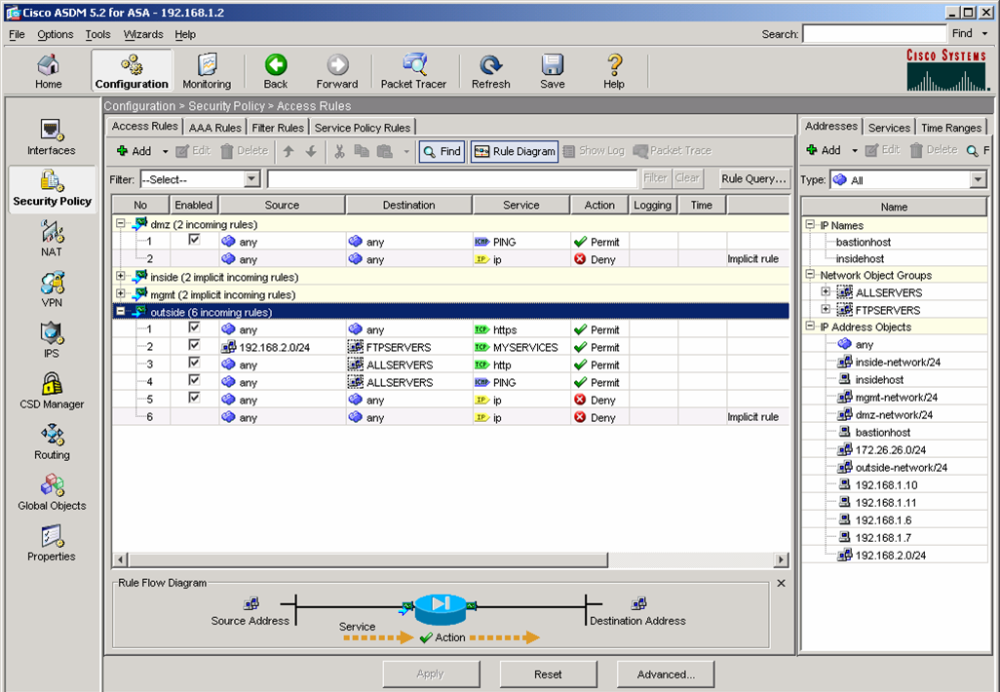 Cisco ASDM 5.2 for ASA - 192.168.1.2
File Options Tools Wizards Help Search: Find
Home Configuration Monitoring Back Forward Packet Tracer Refresh Save Help
CISCO SYSTEMS
Configuration > Security Policy > Access Rules
Interfaces
Security Policy
NAT
VPN
IPS
CSD Manager
Routing
Global Objects
Properties
Access Rules AAA Rules Filter Rules Service Policy Rules
Add Edit Delete Find Rule Diagram Show Log Packet Trace
Filter: --Select-- Filter Clear Rule Query...
No Enabled Source Destination Service Action Logging Time
dmz (2 incoming rules)
1 any any ICMP PING Permit
2 any any IP ip Deny Implicit rule
inside (2 implicit incoming rules)
mgmt (2 implicit incoming rules)
outside (6 incoming rules)
1 any any TCP https Permit
2 192.168.2.0/24 FTPSERVERS TCP MYSERVICES Permit
3 any ALLSERVERS TCP http Permit
4 any ALLSERVERS ICMP PING Permit
5 any any IP ip Deny
6 any any IP ip Deny Implicit rule
Rule Flow Diagram
Source Address Destination Address
Service
Action
Apply Reset Advanced...
Addresses Services Time Ranges
Add Edit Delete F
Type: All
Name
IP Names
bastionhost
insidehost
Network Object Groups
ALLSERVERS
FTPSERVERS
IP Address Objects
any
inside-network/24
insidehost
mgmt-network/24
dmz-network/24
bastionhost
172.26.26.0/24
outside-network/24
192.168.1.10
192.168.1.11
192.168.1.6
192.168.1.7
192.168.2.0/24